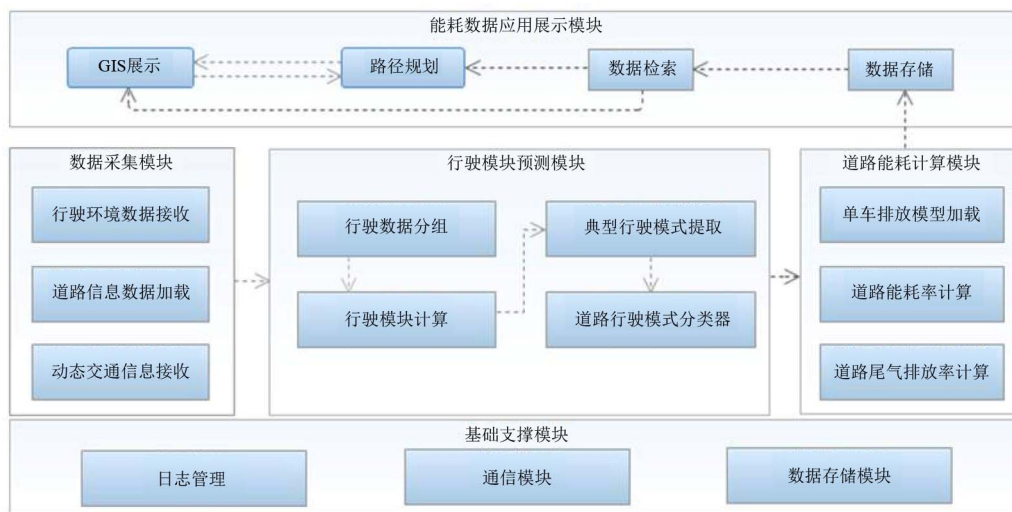 能耗数据应用展示模块
GIS展示
路径规划
数据检索
数据存储
数据采集模块
行驶环境数据接收
道路信息数据加载
动态交通信息接收
行驶模块预测模块
行驶数据分组
典型行驶模式提取
行驶模块计算
道路行驶模式分类器
道路能耗计算模块
单车排放模型加载
道路能耗率计算
道路尾气排放率计算
基础支撑模块
日志管理
通信模块
数据存储模块